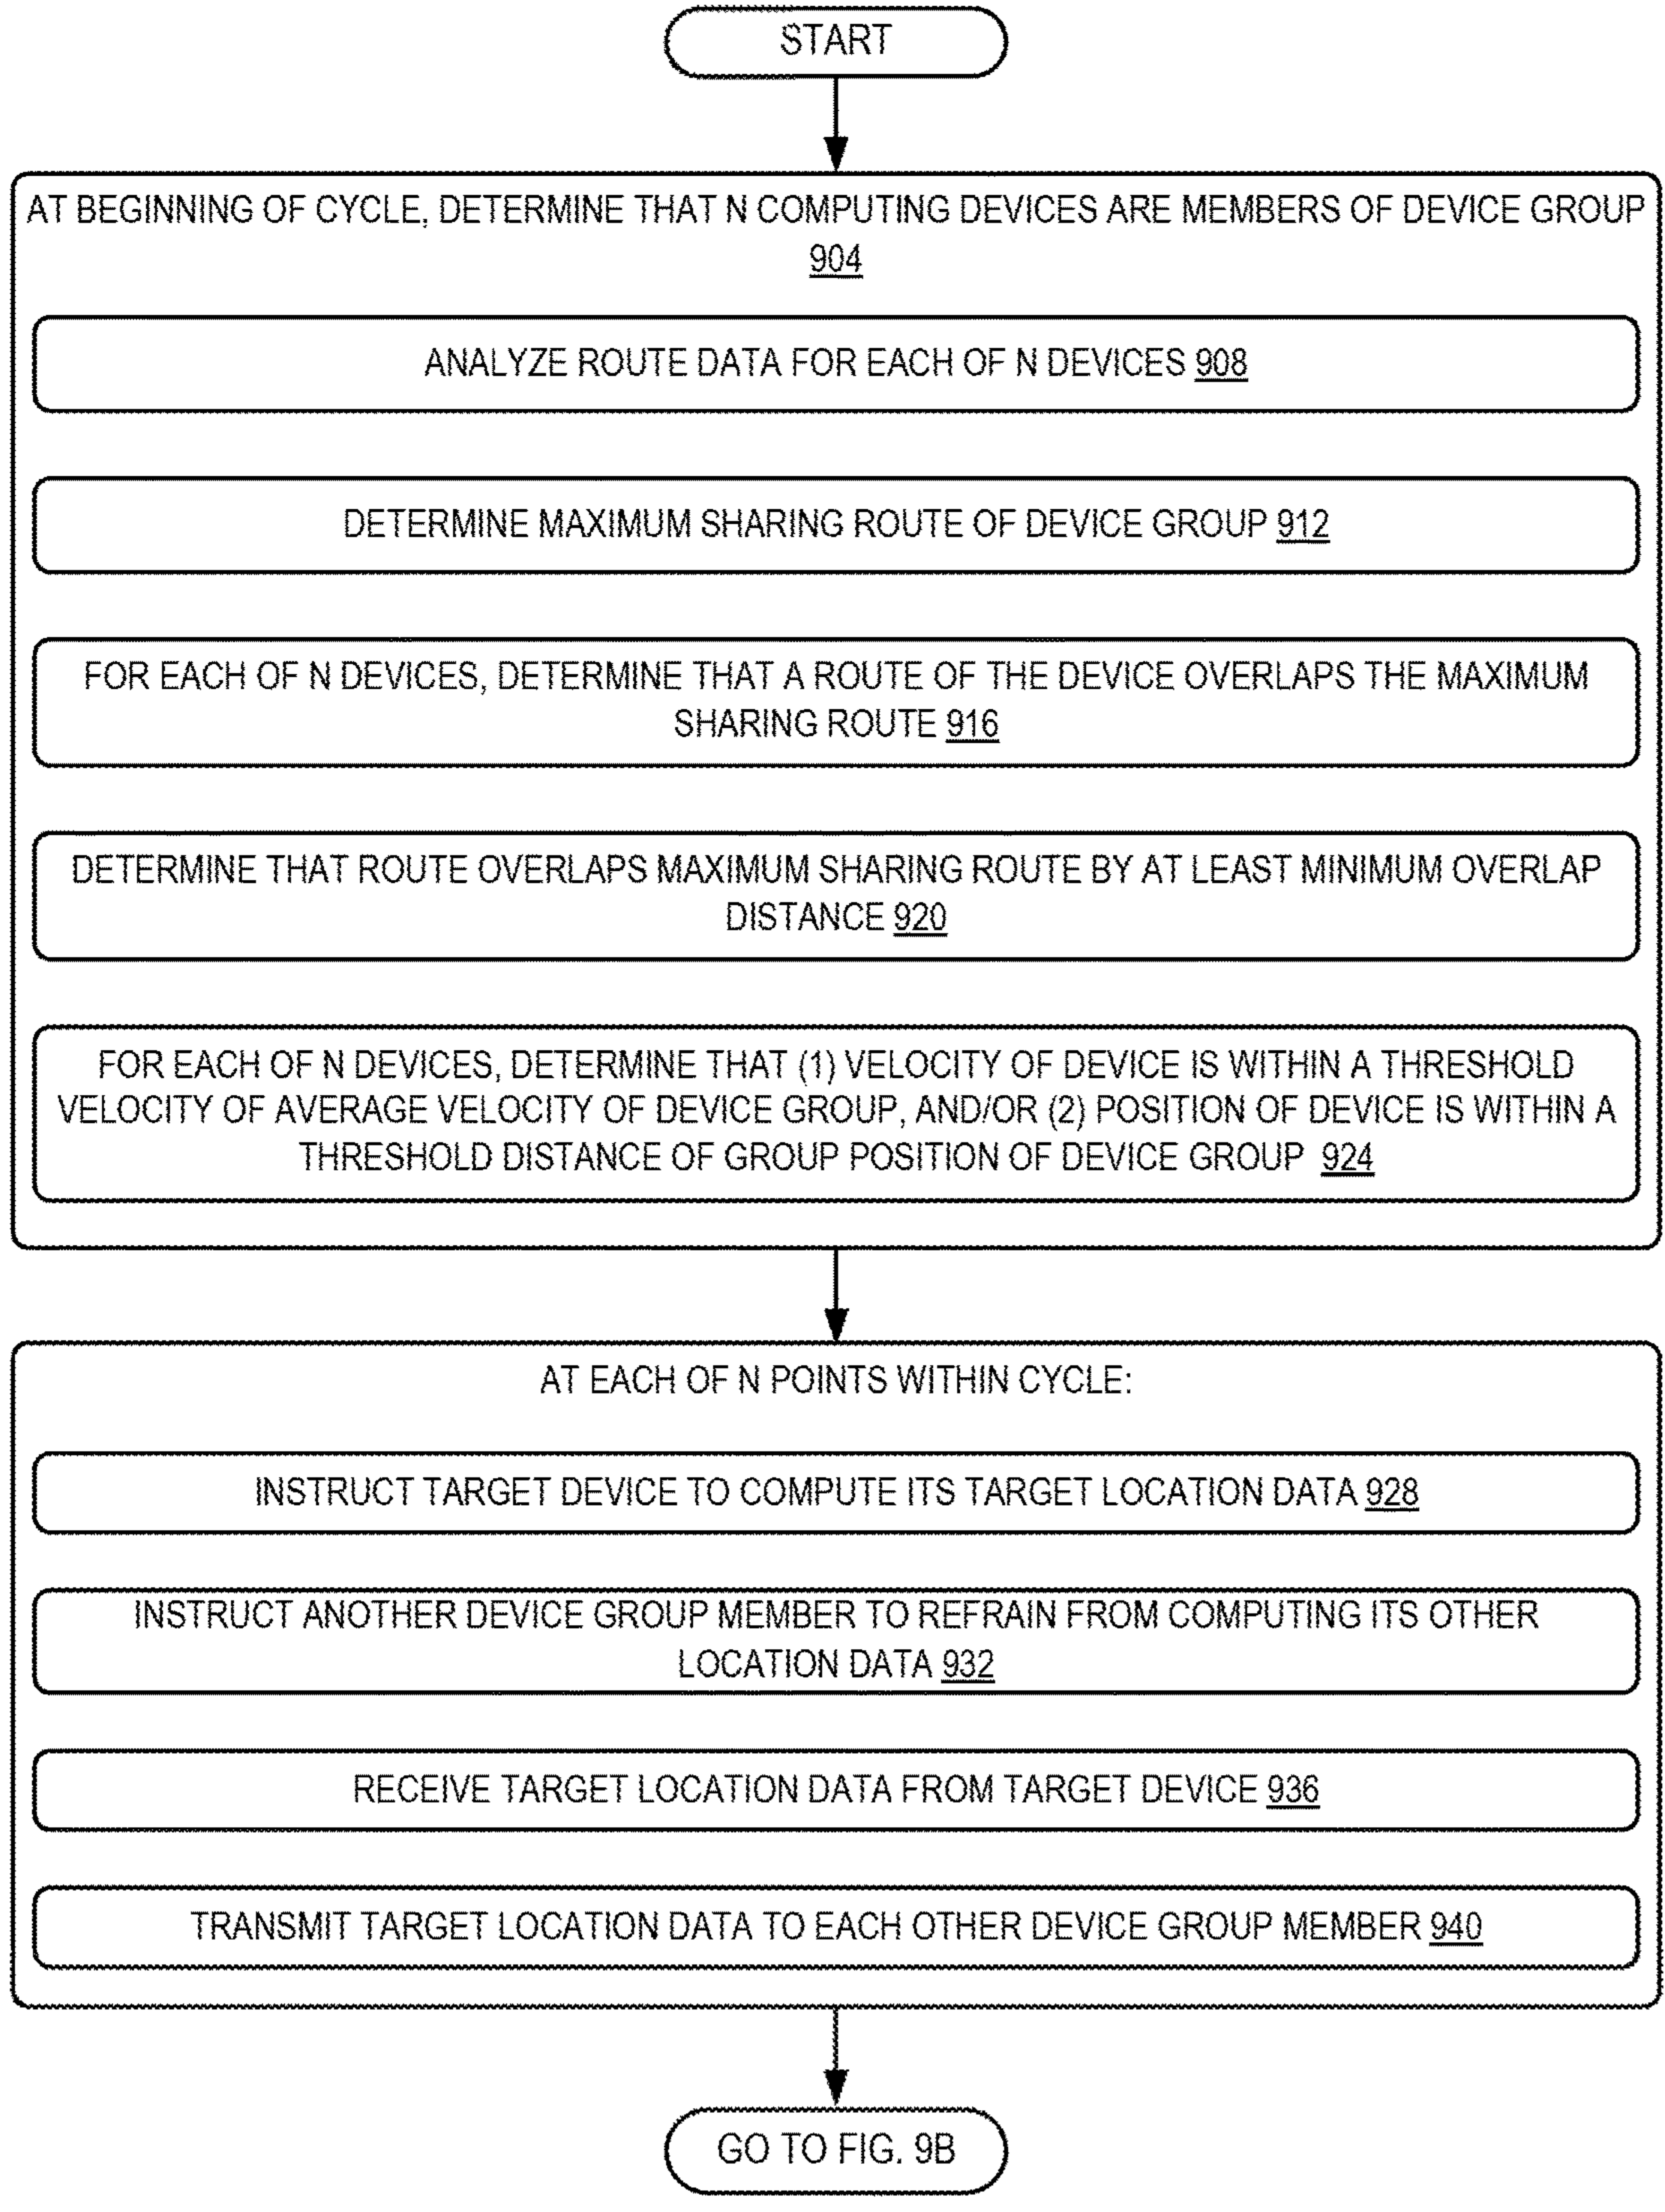 START
AT BEGINNING OF CYCLE, DETERMINE THAT N COMPUTING DEVICES ARE MEMBERS OF DEVICE GROUP
904
ANALYZE ROUTE DATA FOR EACH OF N DEVICES 908
DETERMINE MAXIMUM SHARING ROUTE OF DEVICE GROUP 912
FOR EACH OF N DEVICES, DETERMINE THAT A ROUTE OF THE DEVICE OVERLAPS THE MAXIMUM
SHARING ROUTE 916
DETERMINE THAT ROUTE OVERLAPS MAXIMUM SHARING ROUTE BY AT LEAST MINIMUM OVERLAP
DISTANCE 920
FOR EACH OF N DEVICES, DETERMINE THAT (1) VELOCITY OF DEVICE IS WITHIN A THRESHOLD
VELOCITY OF AVERAGE VELOCITY OF DEVICE GROUP, AND/OR (2) POSITION OF DEVICE IS WITHIN A
THRESHOLD DISTANCE OF GROUP POSITION OF DEVICE GROUP 924
AT EACH OF N POINTS WITHIN CYCLE:
INSTRUCT TARGET DEVICE TO COMPUTE ITS TARGET LOCATION DATA 928
INSTRUCT ANOTHER DEVICE GROUP MEMBER TO REFRAIN FROM COMPUTING ITS OTHER
LOCATION DATA 932
RECEIVE TARGET LOCATION DATA FROM TARGET DEVICE 936
TRANSMIT TARGET LOCATION DATA TO EACH OTHER DEVICE GROUP MEMBER 940
GO TO FIG. 9B